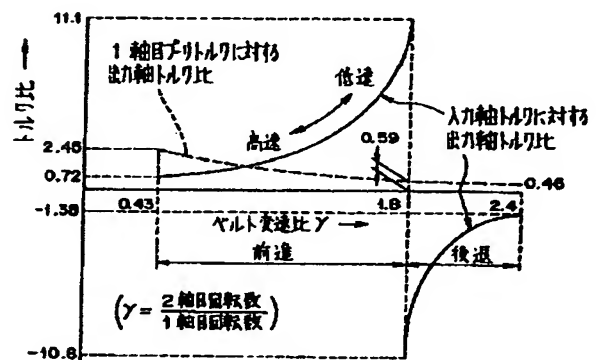 11.1
トルク比 →
1軸目プリトルクに対する
出力軸トルク比
低速
高速
入力軸トルクに対する
出力軸トルク比
0.59
2.46
0.72
-1.38
0.46
0.43
ベルト変速比γ →
1.8
2.4
前進
後退
(γ = 2軸目回転数
1軸目回転数)
-10.6